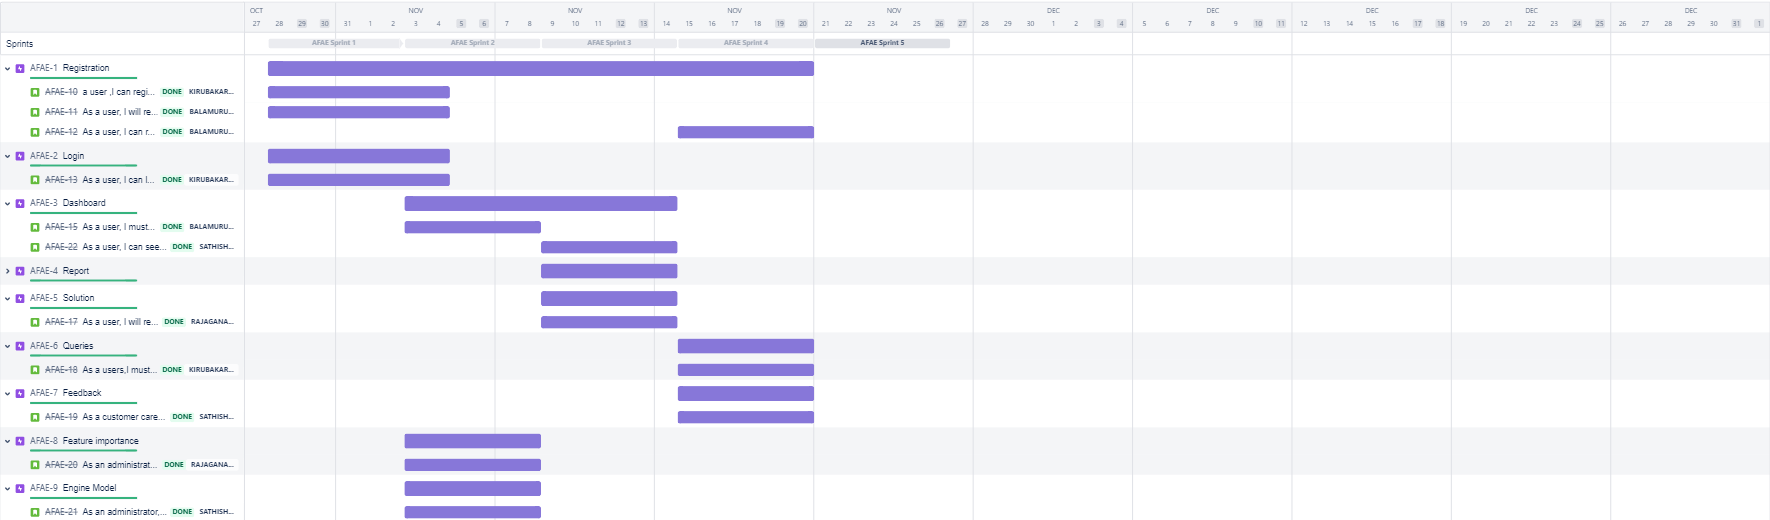 OCT NOV NOV NOV NOV DEC DEC DEC DEC DEC
27 28 29 30 31 1 2 3 4 5 6 7 8 9 10 11 12 13 14 15 16 17 18 19 20 21 22 23 24 25 26 27 28 29 30 1 2 3 4 5 6 7 8 9 10 11 12 13 14 15 16 17 18 19 20 21 22 23 24 25 26 27 28 29 30 31 1
Sprints AFAE Sprint 1 AFAE Sprint 2 AFAE Sprint 3 AFAE Sprint 4 AFAE Sprint 5
AFAE-1 Registration
AFAE-10 a user ,I can regi... DONE KIRUBAKAR...
AFAE-11 As a user, I will re... DONE BALAMURU...
AFAE-12 As a user, I can r... DONE BALAMURU...
AFAE-2 Login
AFAE-13 As a user, I can l... DONE KIRUBAKAR...
AFAE-3 Dashboard
AFAE-15 As a user, I must... DONE BALAMURU...
AFAE-22 As a user, I can see... DONE SATHISH...
AFAE-4 Report
AFAE-5 Solution
AFAE-17 As a user, I will re... DONE RAJAGANA...
AFAE-6 Queries
AFAE-18 As a users,I must... DONE KIRUBAKAR...
AFAE-7 Feedback
AFAE-19 As a customer care... DONE SATHISH...
AFAE-8 Feature importance
AFAE-20 As an administrat... DONE RAJAGANA...
AFAE-9 Engine Model
AFAE-21 As an administrator,... DONE SATHISH...